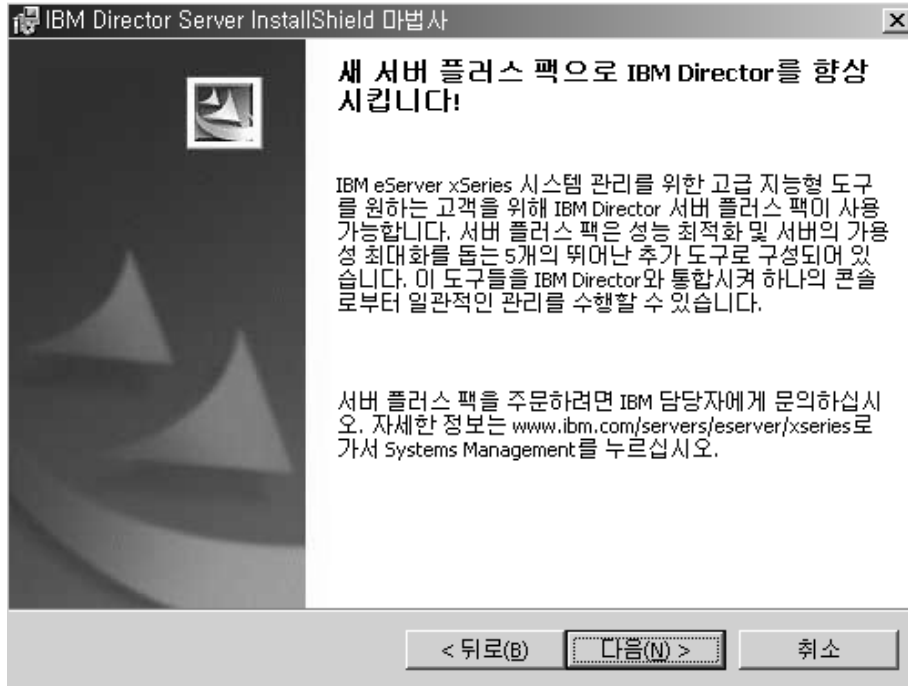 IBM Director Server InstallShield 마법사
새 서버 플러스 팩으로 IBM Director를 향상
시킵니다!
IBM eServer xSeries 시스템 관리를 위한 고급 지능형 도구
를 원하는 고객을 위해 IBM Director 서버 플러스 팩이 사용
가능합니다. 서버 플러스 팩은 성능 최적화 및 서버의 가용
성 최대화를 돕는 5개의 뛰어난 추가 도구로 구성되어 있
습니다. 이 도구들을 IBM Director와 통합시켜 하나의 콘솔
로부터 일관적인 관리를 수행할 수 있습니다.
서버 플러스 팩을 주문하려면 IBM 담당자에게 문의하십시
오. 자세한 정보는 www.ibm.com/servers/eserver/xseries로
가서 Systems Management를 누르십시오.
< 뒤로(B) 다음(N) > 취소